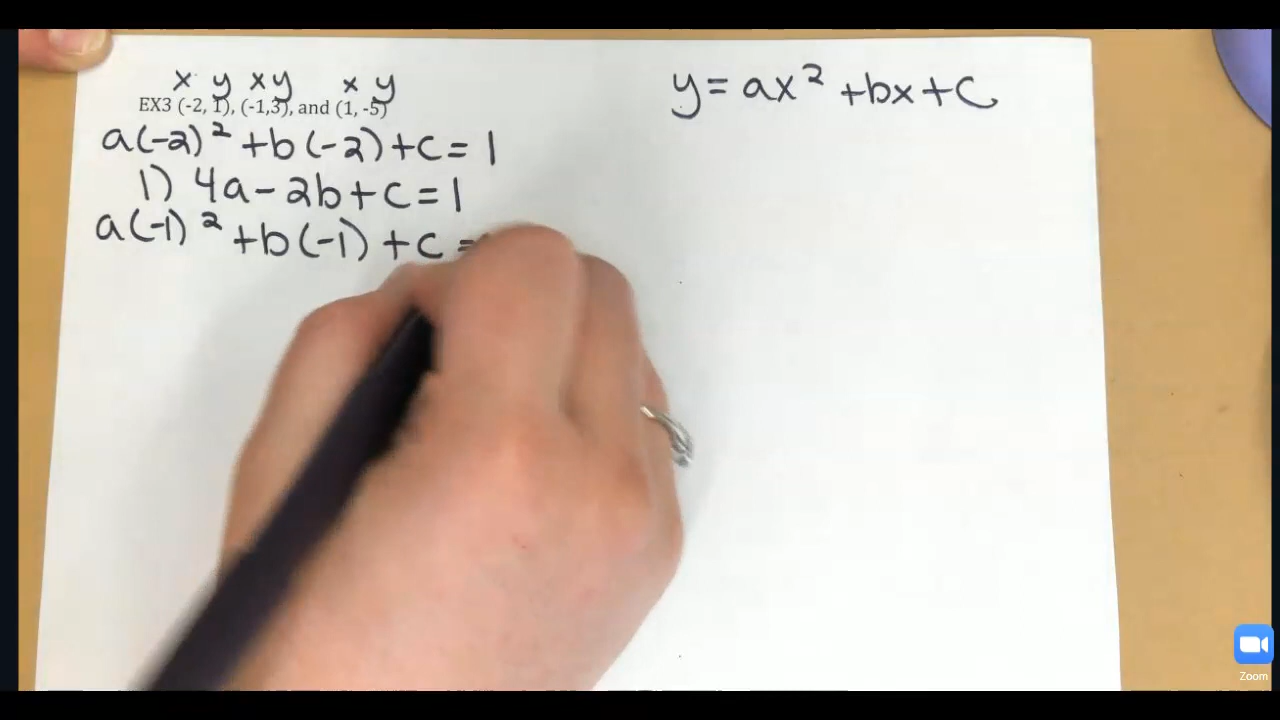 x y x y x y
EX3 (-2, 1), (-1,3), and (1, -5)
y = ax² + bx + c
a(-2)² + b(-2) + c = 1
1) 4a - 2b + c = 1
a(-1)² + b(-1) + c =
Zoom